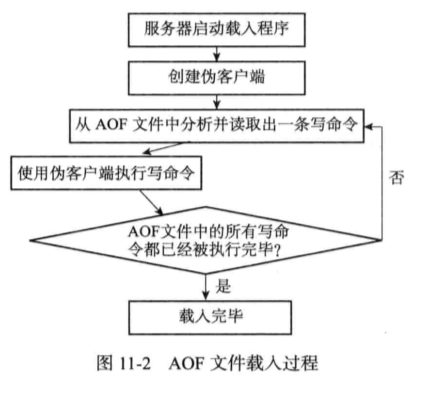 服务器启动载入程序
创建伪客户端
从 AOF 文件中分析并读取出一条写命令
使用伪客户端执行写命令
否
AOF文件中的所有写命
令都已经被执行完毕?
是
载入完毕
图 11-2 AOF 文件载入过程